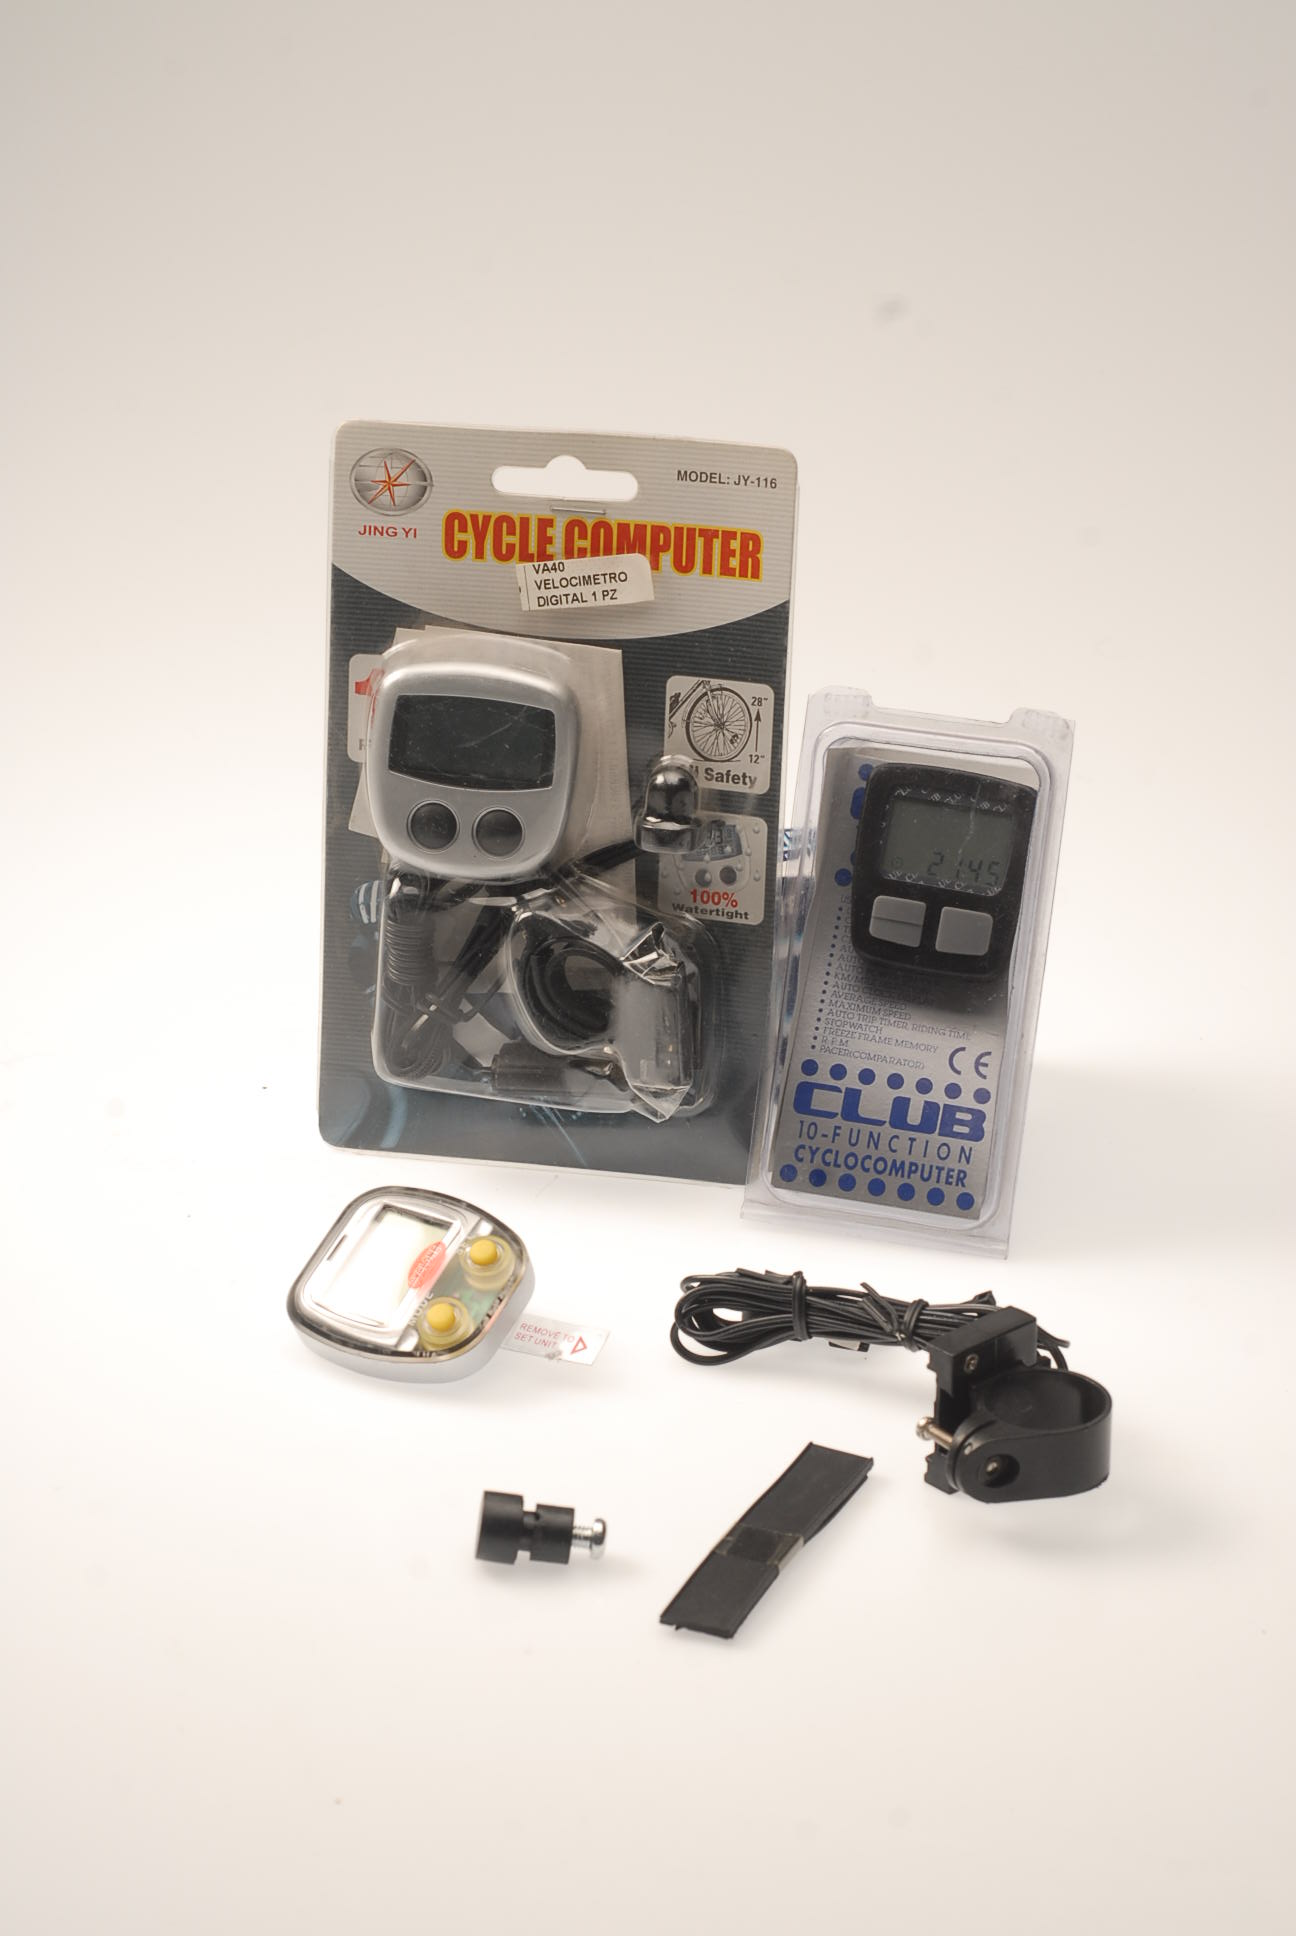 JING YI
MODEL: JY-116
CYCLE COMPUTER
VA40
VELOCIMETRO
DIGITAL 1 PZ
28"
12"
Safety
100%
Watertight
21:45
KM/M
AUTO
AVERAGE SPEED
MAXIMUM SPEED
AUTO TRIP TIMER RIDING TIME
STOPWATCH
FREEZE FRAME MEMORY
R.P.M.
PACER(COMPARATOR)
CE
CLUB
10-FUNCTION
CYCLOCOMPUTER
MODE
REMOVE TO
SET UNIT